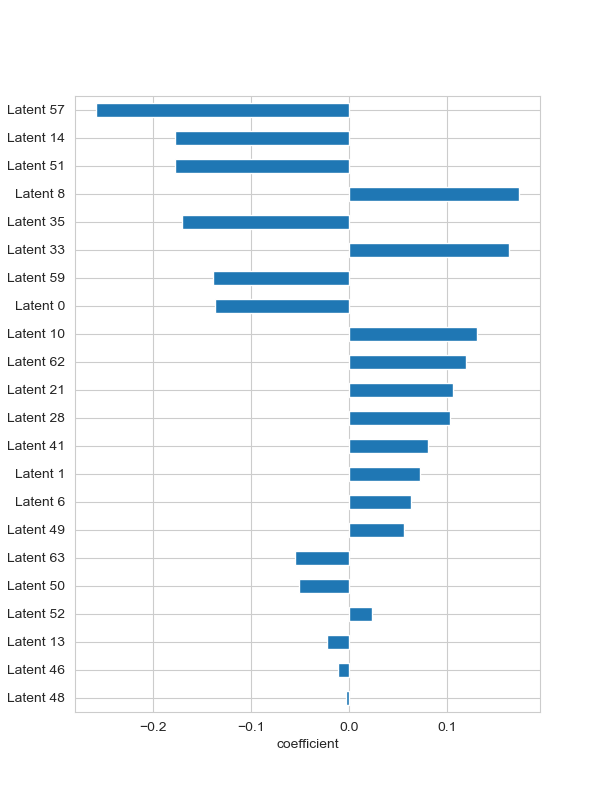 Latent 57
Latent 14
Latent 51
Latent 8
Latent 35
Latent 33
Latent 59
Latent 0
Latent 10
Latent 62
Latent 21
Latent 28
Latent 41
Latent 1
Latent 6
Latent 49
Latent 63
Latent 50
Latent 52
Latent 13
Latent 46
Latent 48
−0.2 −0.1 0.0 0.1
coefficient